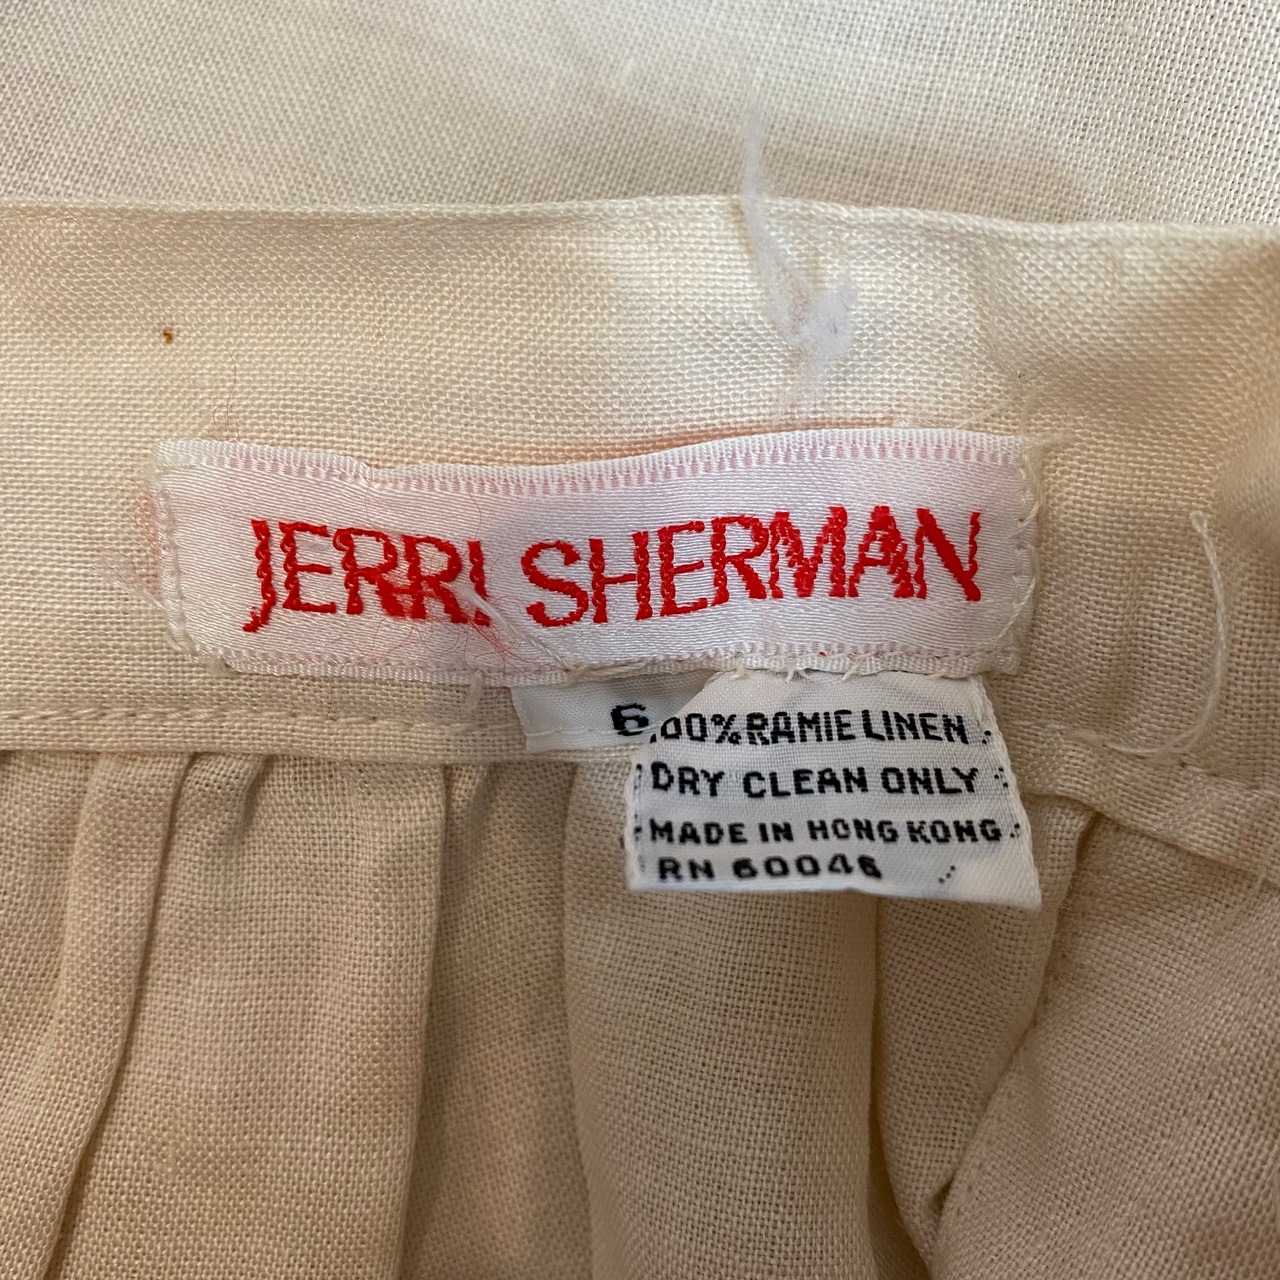 JERRI SHERMAN
6
100% RAMIE LINEN
DRY CLEAN ONLY
MADE IN HONG KONG
RN 60046